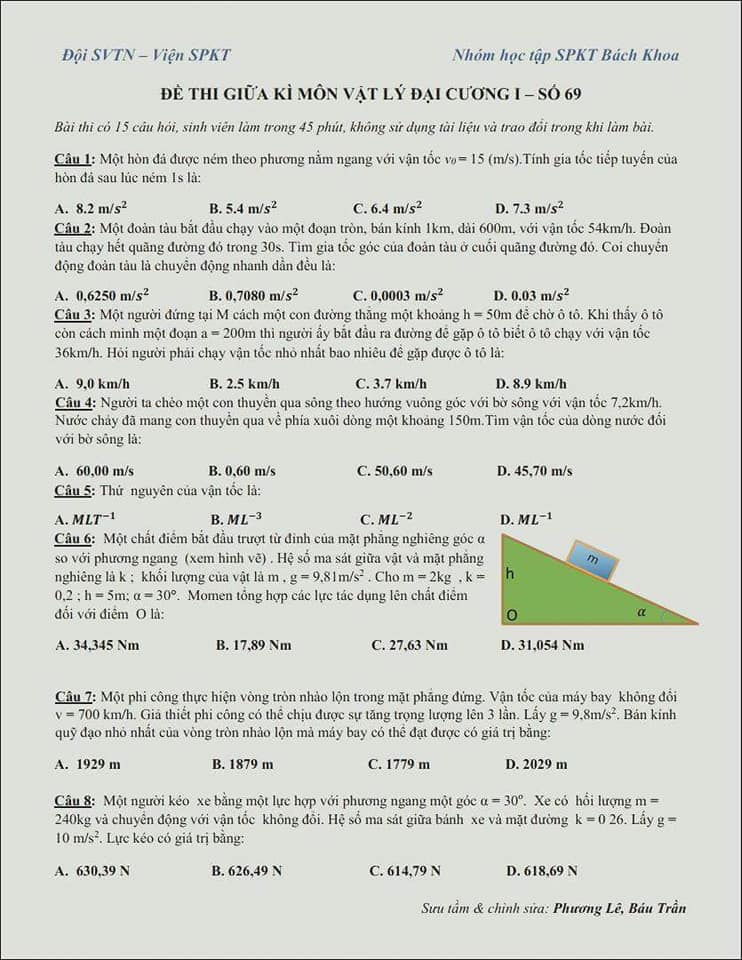 Đội SVTN – Viện SPKT
Nhóm học tập SPKT Bách Khoa
ĐỀ THI GIỮA KÌ MÔN VẬT LÝ ĐẠI CƯƠNG I – SỐ 69
Bài thi có 15 câu hỏi, sinh viên làm trong 45 phút, không sử dụng tài liệu và trao đổi trong khi làm bài.
Câu 1: Một hòn đá được ném theo phương nằm ngang với vận tốc v₀= 15 (m/s).Tính gia tốc tiếp tuyến của
hòn đá sau lúc ném 1s là:
A. 8.2 m/s² B. 5.4 m/s² C. 6.4 m/s² D. 7.3 m/s²
Câu 2: Một đoàn tàu bắt đầu chạy vào một đoạn tròn, bán kính 1km, dài 600m, với vận tốc 54km/h. Đoàn
tàu chạy hết quãng đường đó trong 30s. Tìm gia tốc góc của đoàn tàu ở cuối quãng đường đó. Coi chuyển
động đoàn tàu là chuyển động nhanh dần đều là:
A. 0,6250 m/s² B. 0,7080 m/s² C. 0,0003 m/s² D. 0.03 m/s²
Câu 3: Một người đứng tại M cách một con đường thẳng một khoảng h = 50m để chờ ô tô. Khi thấy ô tô
còn cách mình một đoạn a = 200m thì người ấy bắt đầu ra đường để gặp ô tô biết ô tô chạy với vận tốc
36km/h. Hỏi người phải chạy vận tốc nhỏ nhất bao nhiêu để gặp được ô tô là:
A. 9,0 km/h B. 2.5 km/h C. 3.7 km/h D. 8.9 km/h
Câu 4: Người ta chèo một con thuyền qua sông theo hướng vuông góc với bờ sông với vận tốc 7,2km/h.
Nước chảy đã mang con thuyền qua về phía xuôi dòng một khoảng 150m.Tìm vận tốc của dòng nước đối
với bờ sông là:
A. 60,00 m/s B. 0,60 m/s C. 50,60 m/s D. 45,70 m/s
Câu 5: Thứ nguyên của vận tốc là:
A. MLT⁻¹ B. ML⁻³ C. ML⁻² D. ML⁻¹
Câu 6: Một chất điểm bắt đầu trượt từ đỉnh của mặt phẳng nghiêng góc α
so với phương ngang (xem hình vẽ) . Hệ số ma sát giữa vật và mặt phẳng
nghiêng là k ; khối lượng của vật là m , g = 9,81m/s² . Cho m = 2kg , k =
0,2 ; h = 5m; α = 30°. Momen tổng hợp các lực tác dụng lên chất điểm
đối với điểm O là:
m
h
O
α
A. 34,345 Nm B. 17,89 Nm C. 27,63 Nm D. 31,054 Nm
Câu 7: Một phi công thực hiện vòng tròn nhào lộn trong mặt phẳng đứng. Vận tốc của máy bay không đổi
v = 700 km/h. Giả thiết phi công có thể chịu được sự tăng trọng lượng lên 3 lần. Lấy g = 9,8m/s². Bán kính
quỹ đạo nhỏ nhất của vòng tròn nhào lộn mà máy bay có thể đạt được có giá trị bằng:
A. 1929 m B. 1879 m C. 1779 m D. 2029 m
Câu 8: Một người kéo xe bằng một lực hợp với phương ngang một góc α = 30°. Xe có hối lượng m =
240kg và chuyển động với vận tốc không đổi. Hệ số ma sát giữa bánh xe và mặt đường k = 0 26. Lấy g =
10 m/s². Lực kéo có giá trị bằng:
A. 630,39 N B. 626,49 N C. 614,79 N D. 618,69 N
Sưu tầm & chỉnh sửa: Phương Lê, Báu Trần